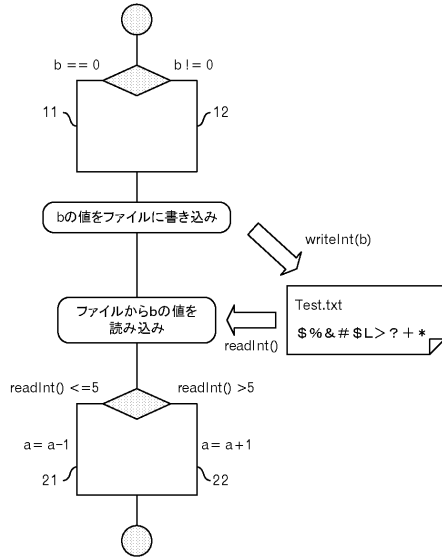 b == 0
b != 0
11
12
bの値をファイルに書き込み
writeInt(b)
Test.txt
$%&#$L>?+*
ファイルからbの値を
読み込み
readInt()
readInt() <=5
readInt() >5
a= a-1
a= a+1
21
22